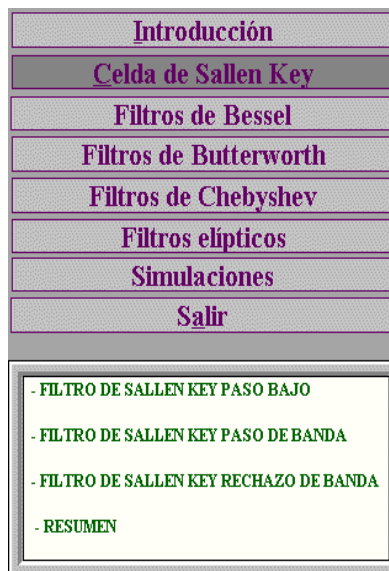 Introducción
Celda de Sallen Key
Filtros de Bessel
Filtros de Butterworth
Filtros de Chebyshev
Filtros elípticos
Simulaciones
Salir
- FILTRO DE SALLEN KEY PASO BAJO
- FILTRO DE SALLEN KEY PASO DE BANDA
- FILTRO DE SALLEN KEY RECHAZO DE BANDA
- RESUMEN